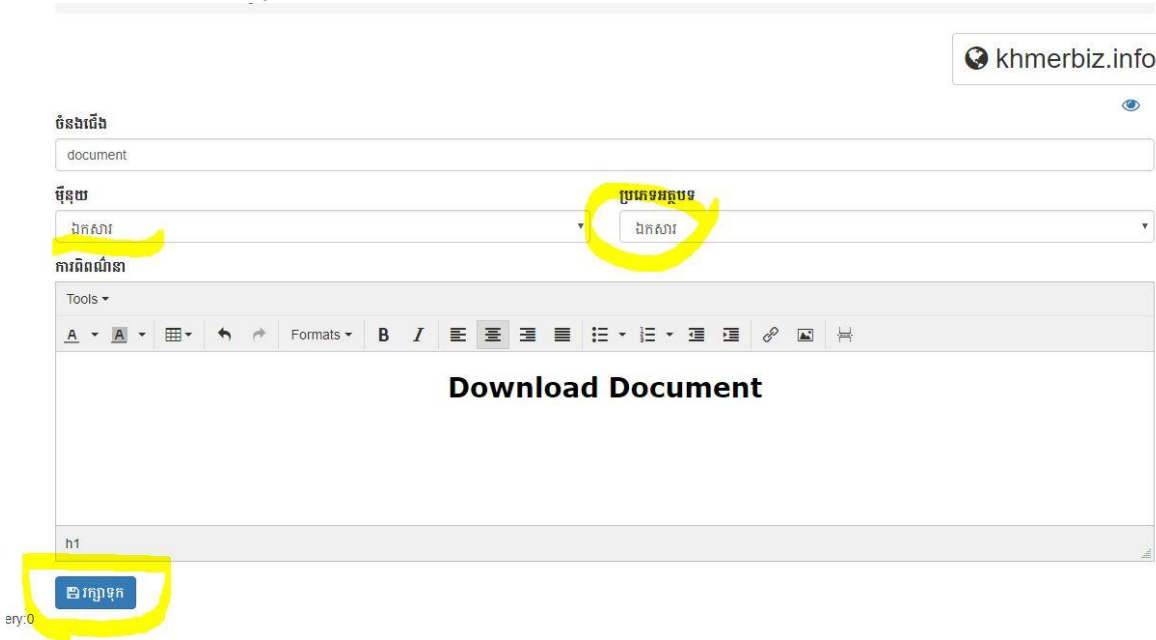 khmerbiz.info
ចំនងជើង
document
ម៉ឺនុយ ប្រភេទអត្ថបទ
ឯកសារ ឯកសារ
ការពិពណ៌នា
Tools
A A Formats B I
Download Document
h1
រក្សាទុក
ery:0